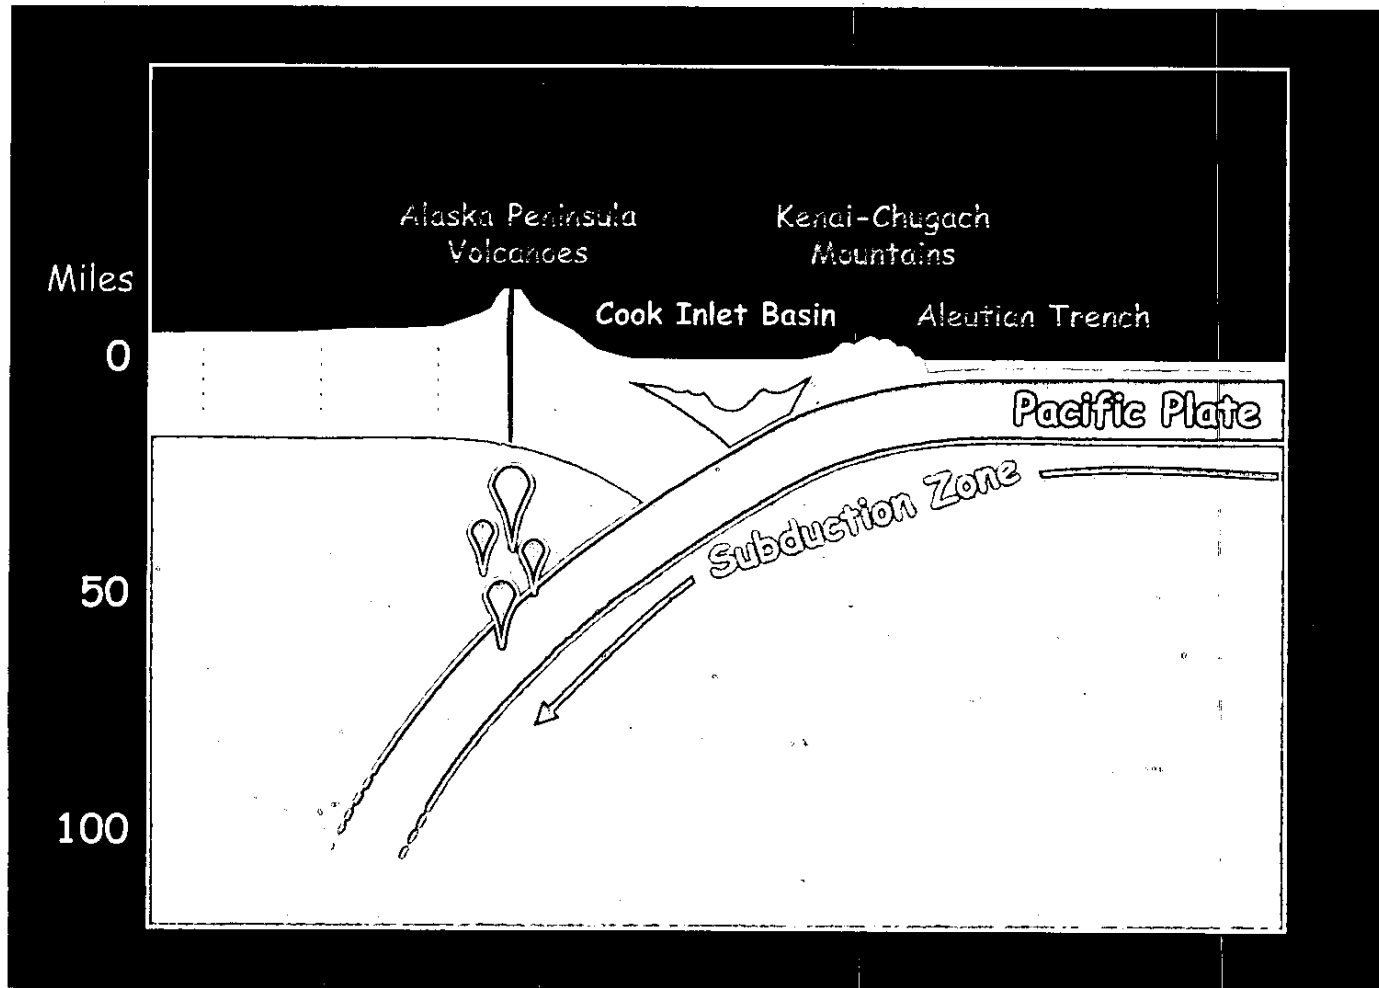 Alaska Peninsula
Volcanoes
Kenai-Chugach
Mountains
Miles
Cook Inlet Basin
Aleutian Trench
0
Pacific Plate
Subduction Zone
50
100